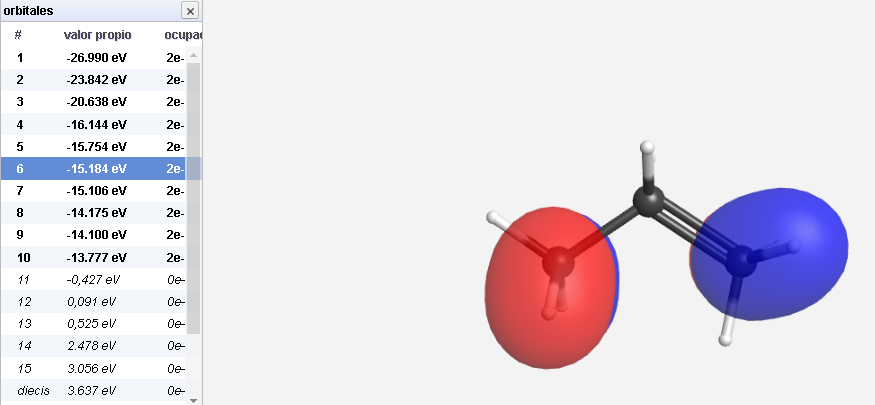 orbitales ×
# valor propio ocupac
1 -26.990 eV 2e-
2 -23.842 eV 2e-
3 -20.638 eV 2e-
4 -16.144 eV 2e-
5 -15.754 eV 2e-
6 -15.184 eV 2e-
7 -15.106 eV 2e-
8 -14.175 eV 2e-
9 -14.100 eV 2e-
10 -13.777 eV 2e-
11 -0,427 eV 0e-
12 0,091 eV 0e-
13 0,525 eV 0e-
14 2.478 eV 0e-
15 3.056 eV 0e-
diecis 3.637 eV 0e-